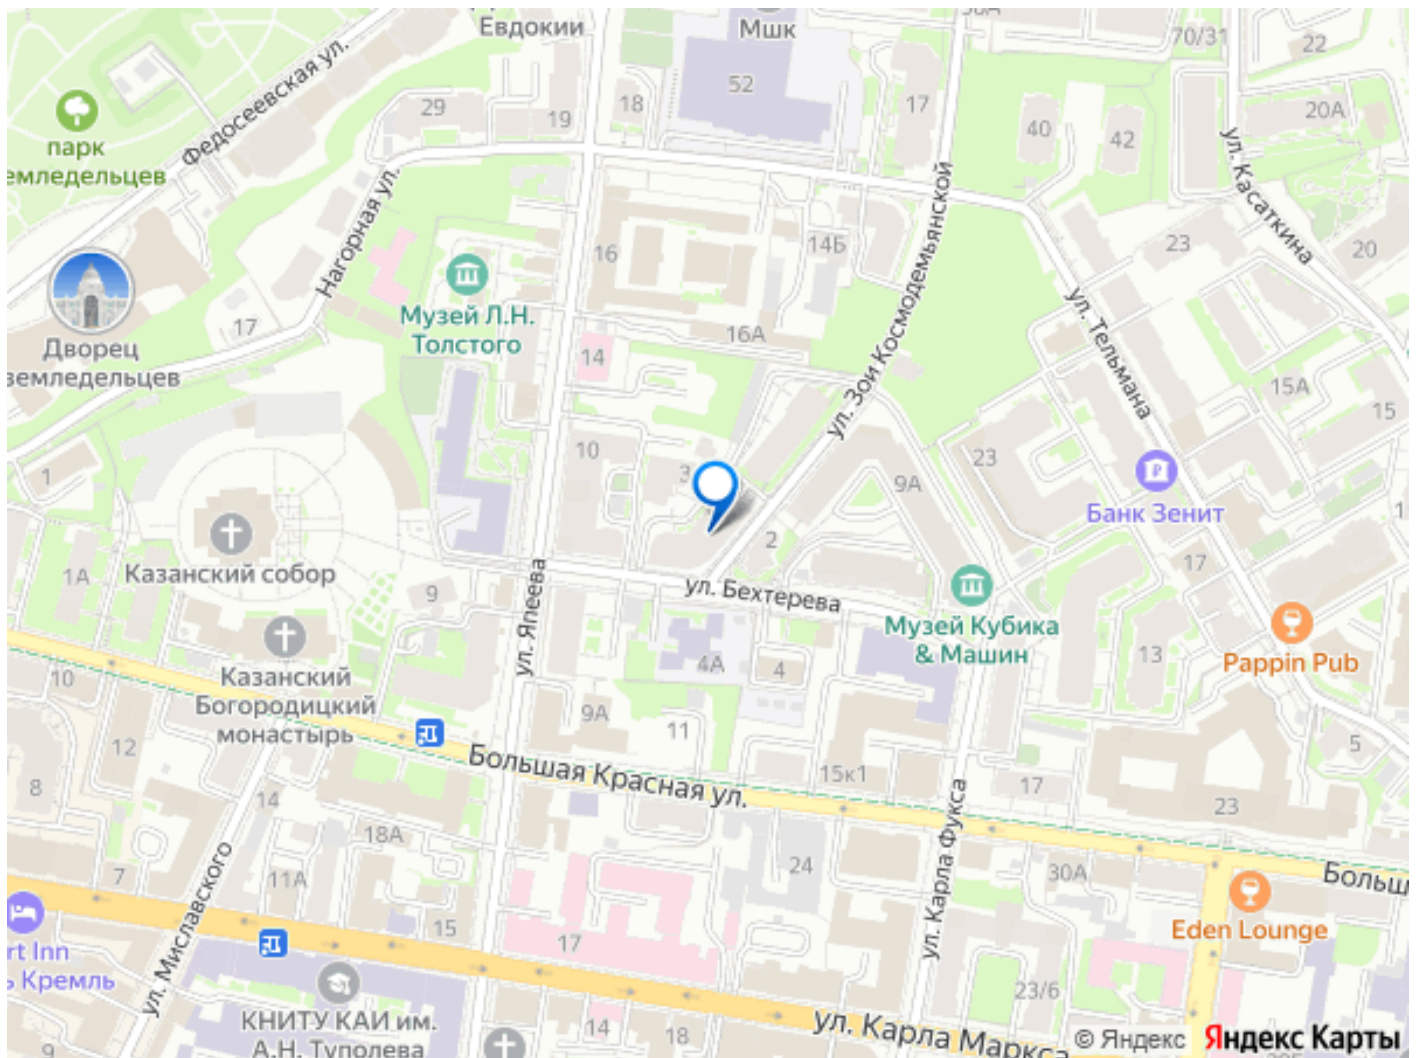 Евдокии
Мшк
70/31
22
52
Федосеевская ул.
29
19
18
17
40
42
20А
парк
емледельцев
ул. Касаткина
Нагорная ул.
16
14Б
23
20
Музей Л.Н.
Толстого
17
16А
ул. Зои Космодемьянской
ул. Тельмана
Дворец
земледельцев
14
15А
15
10
3
23
9А
1
Банк Зенит
1
Казанский собор
1А
9
ул. Япеева
2
ул. Бехтерева
17
Музей Кубика
& Машин
Pappin Pub
13
4А
4
10
Казанский
Богородицкий
монастырь
12
9А
11
5
8
14
Большая Красная ул.
15к1
17
23
18А
ул. Миславского
7
11А
24
ул. Карла Фукса
30А
Больш
15
17
Eden Lounge
rt Inn
ь Кремль
23/6
КНИТУ КАИ им.
А.Н. Туполева
14
18
ул. Карла Маркса
9
© Яндекс Яндекс Карты